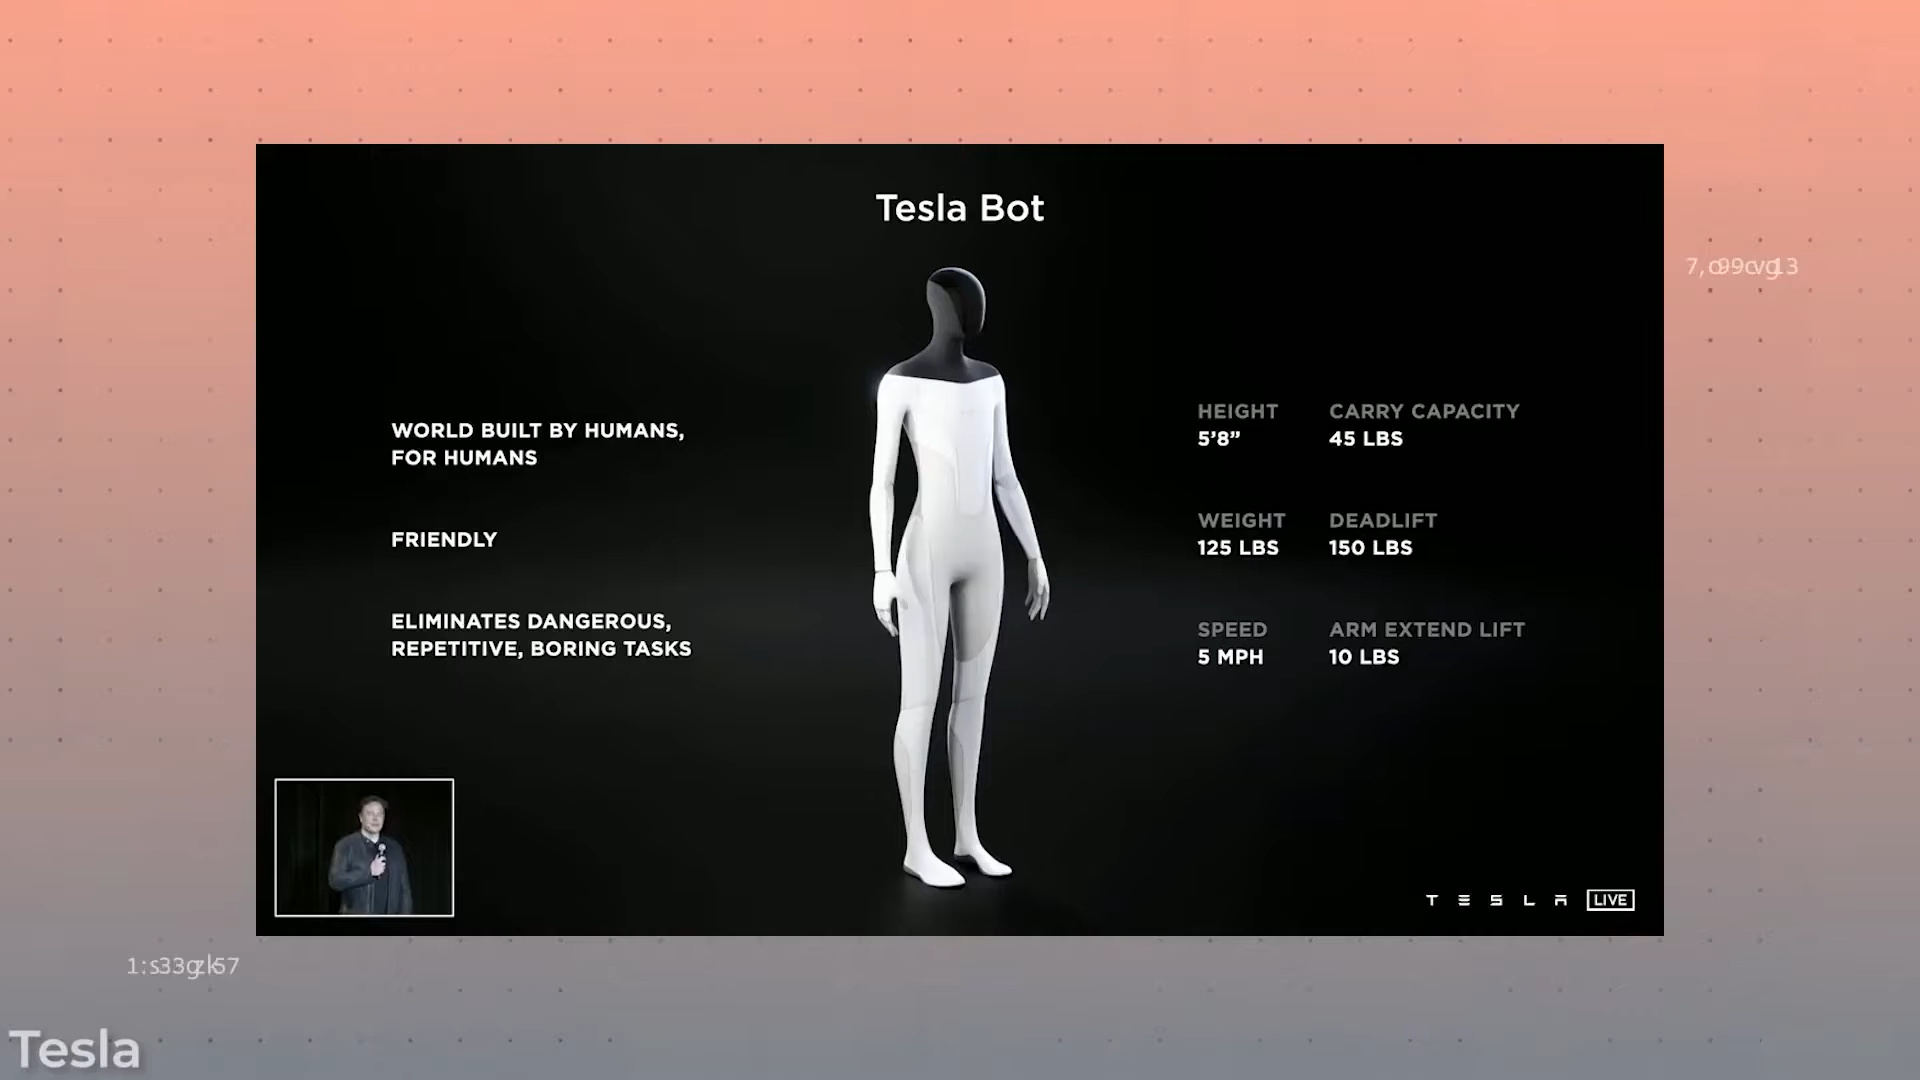 Tesla Bot
WORLD BUILT BY HUMANS,
FOR HUMANS
FRIENDLY
ELIMINATES DANGEROUS,
REPETITIVE, BORING TASKS
HEIGHT
5’8”
CARRY CAPACITY
45 LBS
WEIGHT
125 LBS
DEADLIFT
150 LBS
SPEED
5 MPH
ARM EXTEND LIFT
10 LBS
TESLA LIVE
Tesla